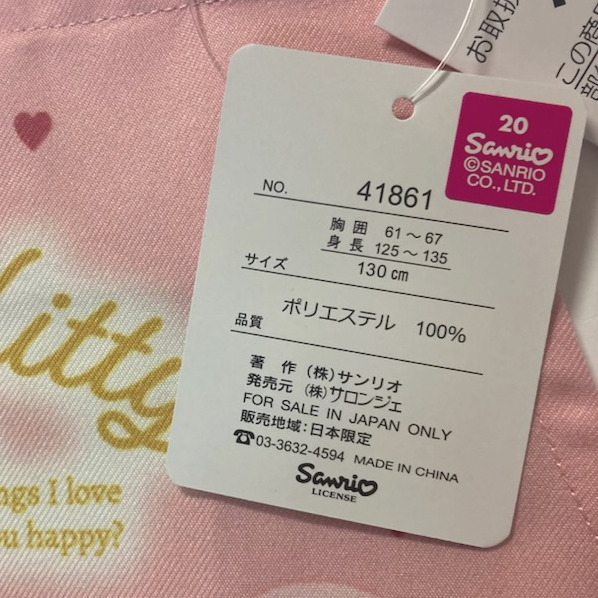 お取扱
この商品
部
20
Sanrio
©SANRIO
CO.,LTD.
NO. 41861
胸囲 61～67
身長 125～135
サイズ 130cm
品質 ポリエステル 100%
著作 (株)サンリオ
発売元 (株)サロンジェ
FOR SALE IN JAPAN ONLY
販売地域:日本限定
☎03-3632-4594 MADE IN CHINA
Sanrio
LICENSE
itty
ngs I love
ou happy?